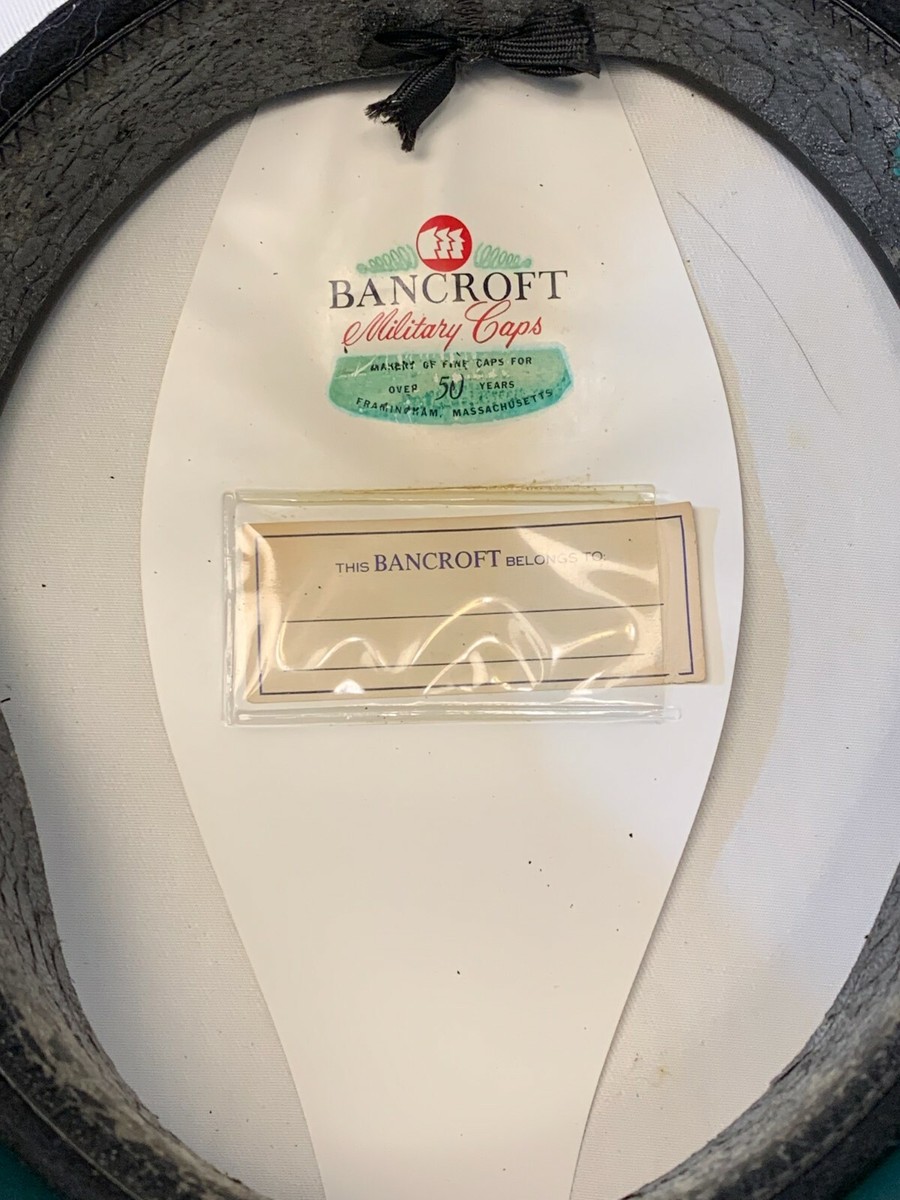 BANCROFT
Military Caps
MAKERS OF FINE CAPS FOR
OVER 50 YEARS
FRAMINGHAM, MASSACHUSETTS
THIS BANCROFT BELONGS TO: